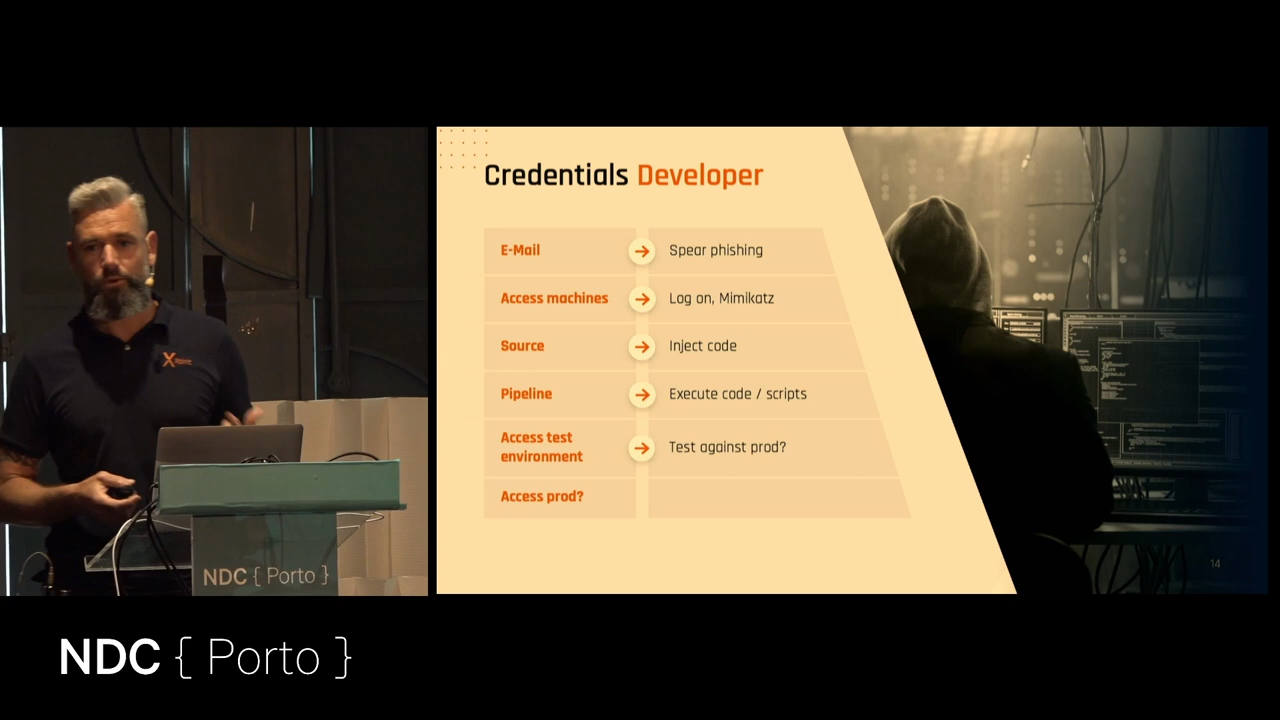 Credentials Developer
E-Mail
Spear phishing
Access machines
Log on, Mimikatz
Source
Inject code
Pipeline
Execute code / scripts
Access test
environment
Test against prod?
Access prod?
14
NDC { Porto }
NDC { Porto }